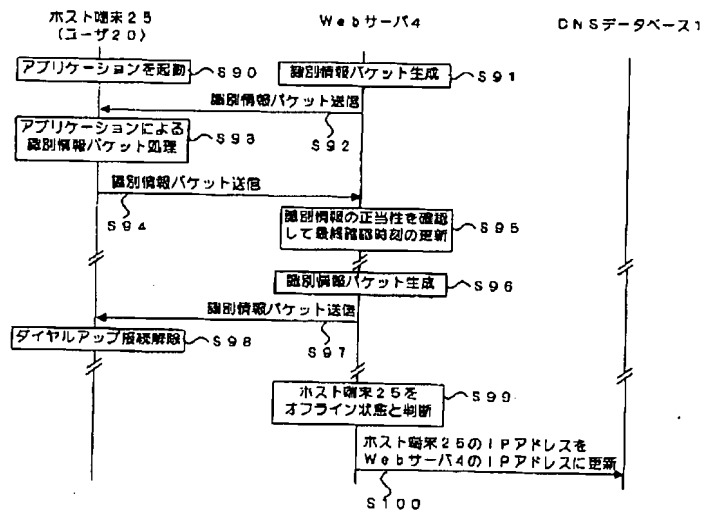 ホスト端末25
(ユーザ20)
Webサーバ4
DNSデータベース1
アプリケーションを起動
S90
識別情報パケット生成
S91
識別情報パケット送信
S92
アプリケーションによる
識別情報パケット処理
S93
識別情報パケット送信
S94
識別情報の正当性を確認
して最終確認時刻の更新
S95
識別情報パケット生成
S96
識別情報パケット送信
S97
ダイヤルアップ接続解除
S98
ホスト端末25を
オフライン状態と判断
S99
ホスト端末25のIPアドレスを
Webサーバ4のIPアドレスに更新
S100